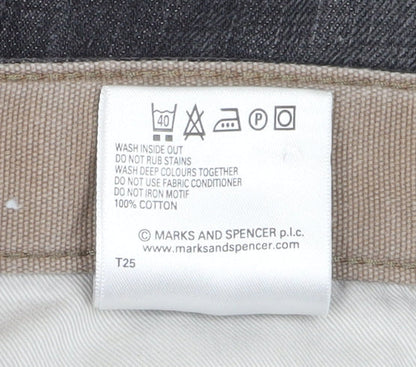 40 P
WASH INSIDE OUT
DO NOT RUB STAINS
WASH DEEP COLOURS TOGETHER
DO NOT USE FABRIC CONDITIONER
DO NOT IRON MOTIF
100% COTTON
© MARKS AND SPENCER p.l.c.
www.marksandspencer.com
T25